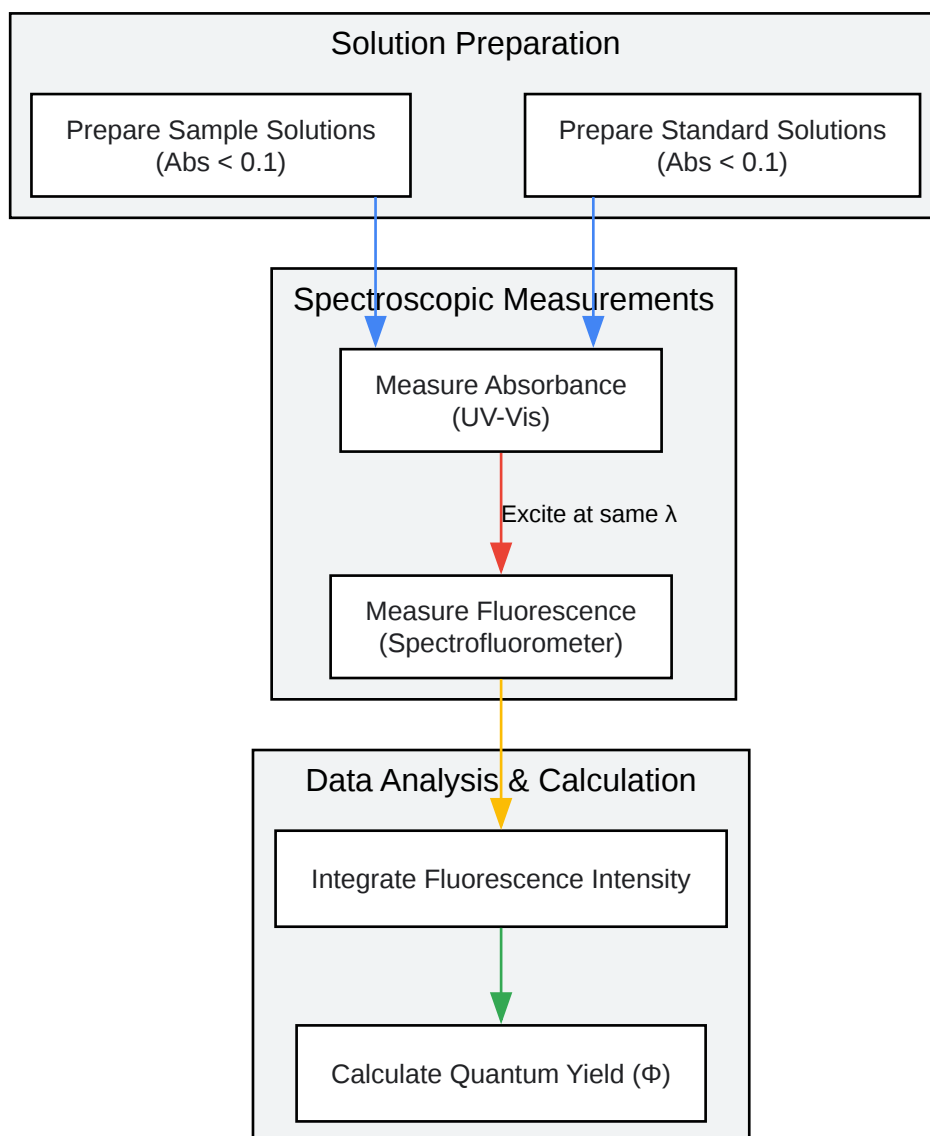 Solution Preparation
Prepare Sample Solutions
(Abs < 0.1)
Prepare Standard Solutions
(Abs < 0.1)
Spectroscopic Measurements
Measure Absorbance
(UV-Vis)
Excite at same λ
Measure Fluorescence
(Spectrofluorometer)
Data Analysis & Calculation
Integrate Fluorescence Intensity
Calculate Quantum Yield (Φ)